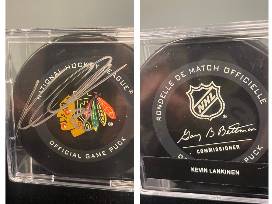 NATIONAL HOCKEY LEAGUE
OFFICIAL GAME PUCK
RONDELLE DE MATCH OFFICIELLE
NHL
Gary B Bettman
COMMISSIONER
KEVIN LANKINEN